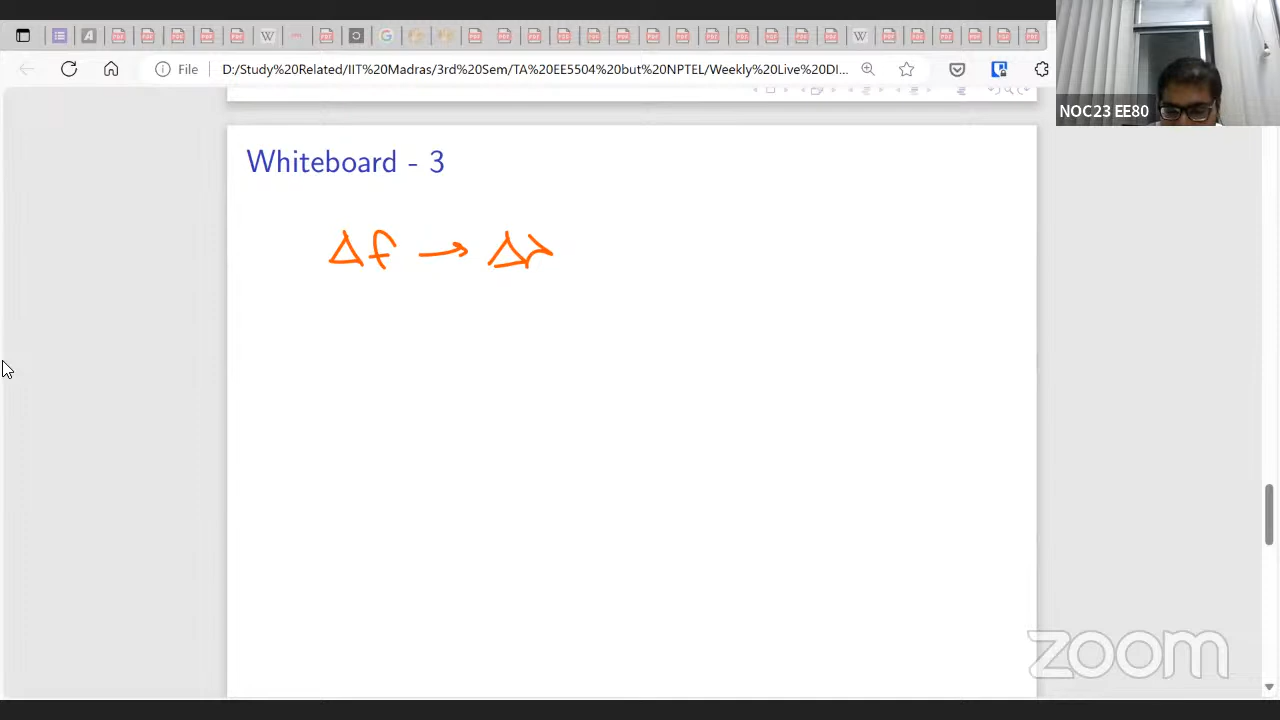 File D:/Study%20Related/IIT%20Madras/3rd%20Sem/TA%20EE5504%20but%20NPTEL/Weekly%20Live%20DI...
NOC23 EE80
Whiteboard - 3
Δf → Δλ
zoom